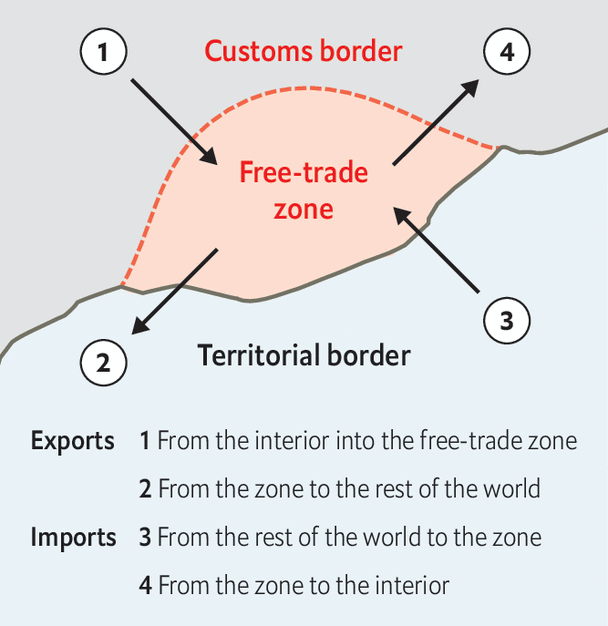 1
Customs border
4
Free-trade
zone
3
2
Territorial border
Exports 1 From the interior into the free-trade zone
2 From the zone to the rest of the world
Imports 3 From the rest of the world to the zone
4 From the zone to the interior